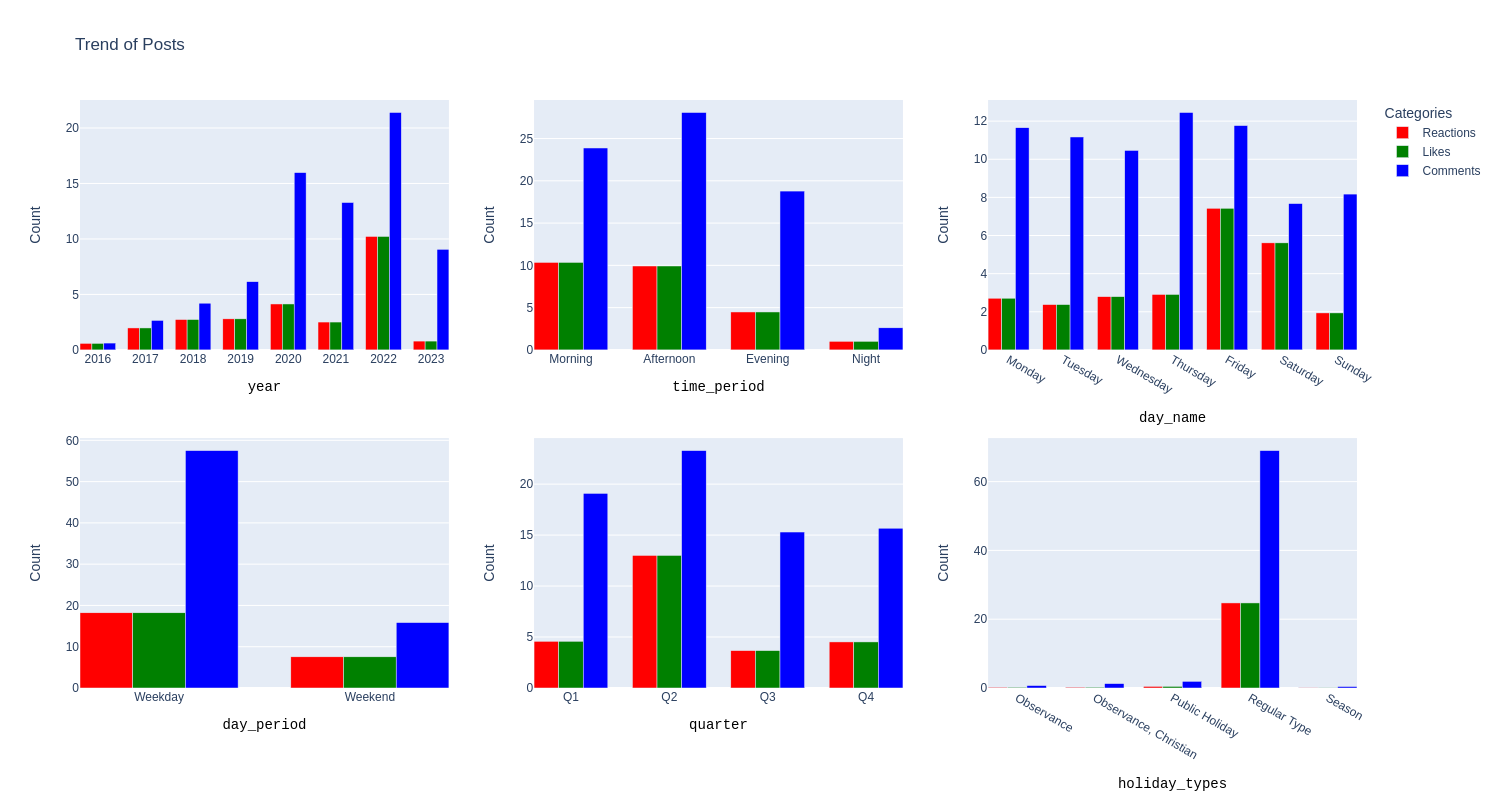 Trend of Posts
20
15
10
5
0
Count
2016 2017 2018 2019 2020 2021 2022 2023
year
25
20
15
10
5
0
Count
Morning Afternoon Evening Night
time_period
12
10
8
6
4
2
0
Count
Monday Tuesday Wednesday Thursday Friday Saturday Sunday
day_name
Categories
Reactions
Likes
Comments
60
50
40
30
20
10
0
Count
Weekday Weekend
day_period
20
15
10
5
0
Count
Q1 Q2 Q3 Q4
quarter
60
40
20
0
Count
Observance Observance, Christian Public Holiday Regular Type Season
holiday_types